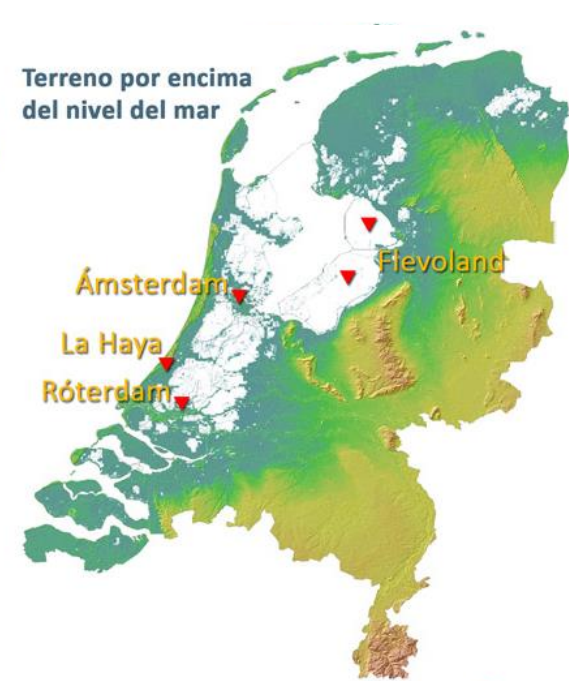 Terreno por encima
del nivel del mar
Flevoland
Ámsterdam
La Haya
Róterdam